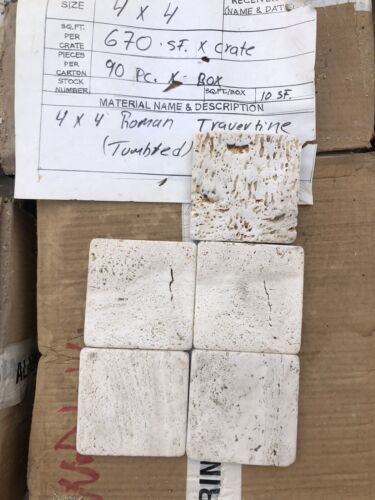 SIZE 4 x 4
(NAME & DATE)
SQ.FT. PER CRATE 670 . SF. x Crate
PIECES PER CARTON 90 PC. x BOX
STOCK NUMBER
SQ.FT/BOX 10 SF.
MATERIAL NAME & DESCRIPTION
4 x 4 Roman Travertine
(Tumbled)